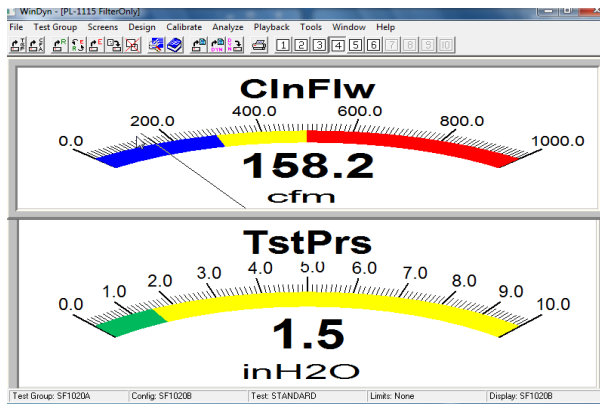 WinDyn - [PL-1115 FilterOnly]
File Test Group Screens Design Calibrate Analyze Playback Tools Window Help
1 2 3 4 5 6 7 8 9 10
ClnFlw
0.0 200.0 400.0 600.0 800.0 1000.0
158.2
cfm
TstPrs
0.0 1.0 2.0 3.0 4.0 5.0 6.0 7.0 8.0 9.0 10.0
1.5
inH2O
Test Group: SF1020A Config: SF1020B Test: STANDARD Limits: None Display: SF1020B